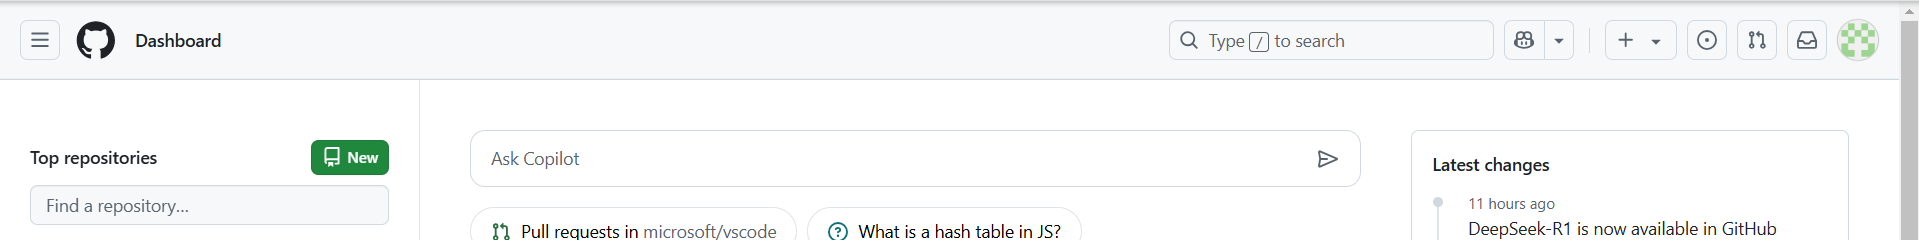 Dashboard
Type / to search
Top repositories
New
Find a repository...
Ask Copilot
Pull requests in microsoft/vscode
What is a hash table in JS?
Latest changes
11 hours ago
DeepSeek-R1 is now available in GitHub